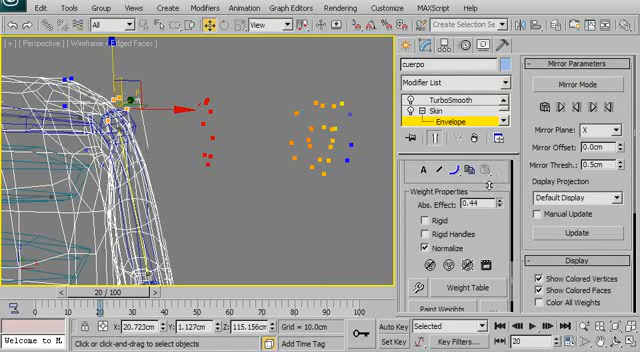 Edit Tools Group Views Create Modifiers Animation Graph Editors Rendering Customize MAXScript Help
All View Create Selection Se
[ + ] [ Perspective ] [ Wireframe + Edged Faces ]
cuerpo
Modifier List
TurboSmooth
Skin
Envelope
Weight Properties
Abs. Effect: 0.44
Rigid
Rigid Handles
Normalize
Weight Table
Paint Weights
Mirror Parameters
Mirror Mode
Mirror Plane: X
Mirror Offset: 0.0cm
Mirror Thresh.: 0.5cm
Display Projection
Default Display
Manual Update
Update
Display
Show Colored Vertices
Show Colored Faces
Color All Weights
20 / 100
0 10 20 30 40 50 60 70 80 90 100
X: 20.723cm Y: 1.127cm Z: 115.156cm Grid = 10.0cm
Auto Key Selected
Welcome to M
Click or click-and-drag to select objects
Add Time Tag
Set Key Key Filters...
20